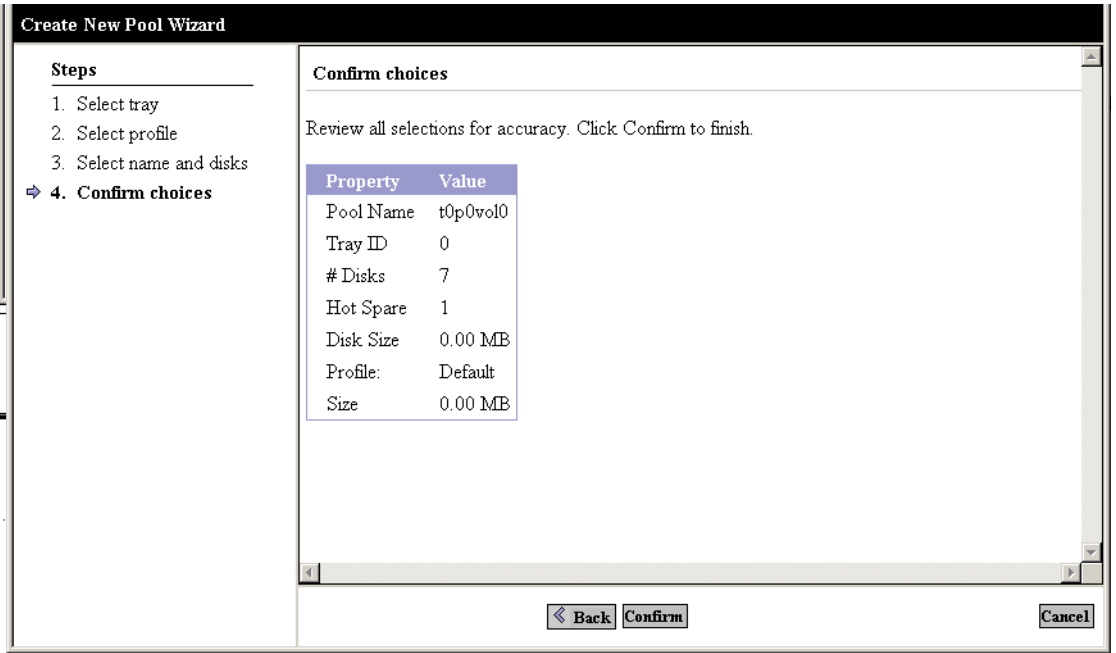 Create New Pool Wizard
Steps
1. Select tray
2. Select profile
3. Select name and disks
4. Confirm choices
Confirm choices
Review all selections for accuracy. Click Confirm to finish.
Property Value
Pool Name t0p0vol0
Tray ID 0
# Disks 7
Hot Spare 1
Disk Size 0.00 MB
Profile: Default
Size 0.00 MB
Back Confirm Cancel